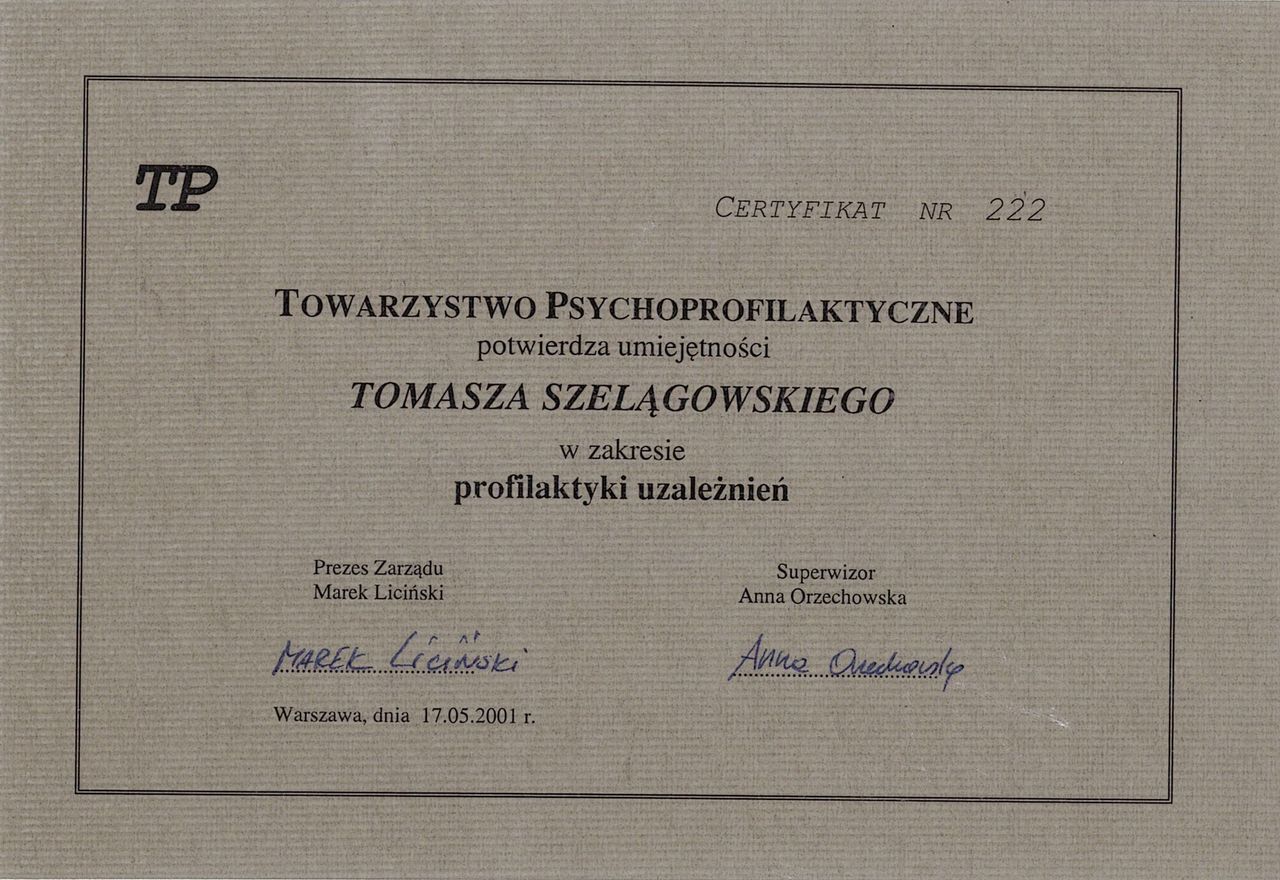 TP
CERTYFIKAT NR 222
TOWARZYSTWO PSYCHOPROFILAKTYCZNE
potwierdza umiejętności
TOMASZA SZELĄGOWSKIEGO
w zakresie
profilaktyki uzależnień
Prezes Zarządu
Marek Liciński
Superwizor
Anna Orzechowska
MAREK LICIŃSKI
Anna Orzechowska
Warszawa, dnia 17.05.2001 r.